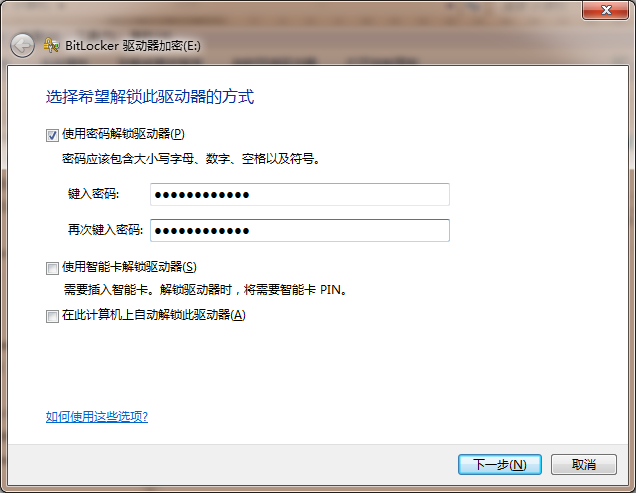 BitLocker 驱动器加密(E:)
选择希望解锁此驱动器的方式
使用密码解锁驱动器(P)
密码应该包含大小写字母、数字、空格以及符号。
键入密码: ●●●●●●●●●●●●
再次键入密码: ●●●●●●●●●●●●
使用智能卡解锁驱动器(S)
需要插入智能卡。解锁驱动器时，将需要智能卡 PIN。
在此计算机上自动解锁此驱动器(A)
如何使用这些选项?
下一步(N) 取消